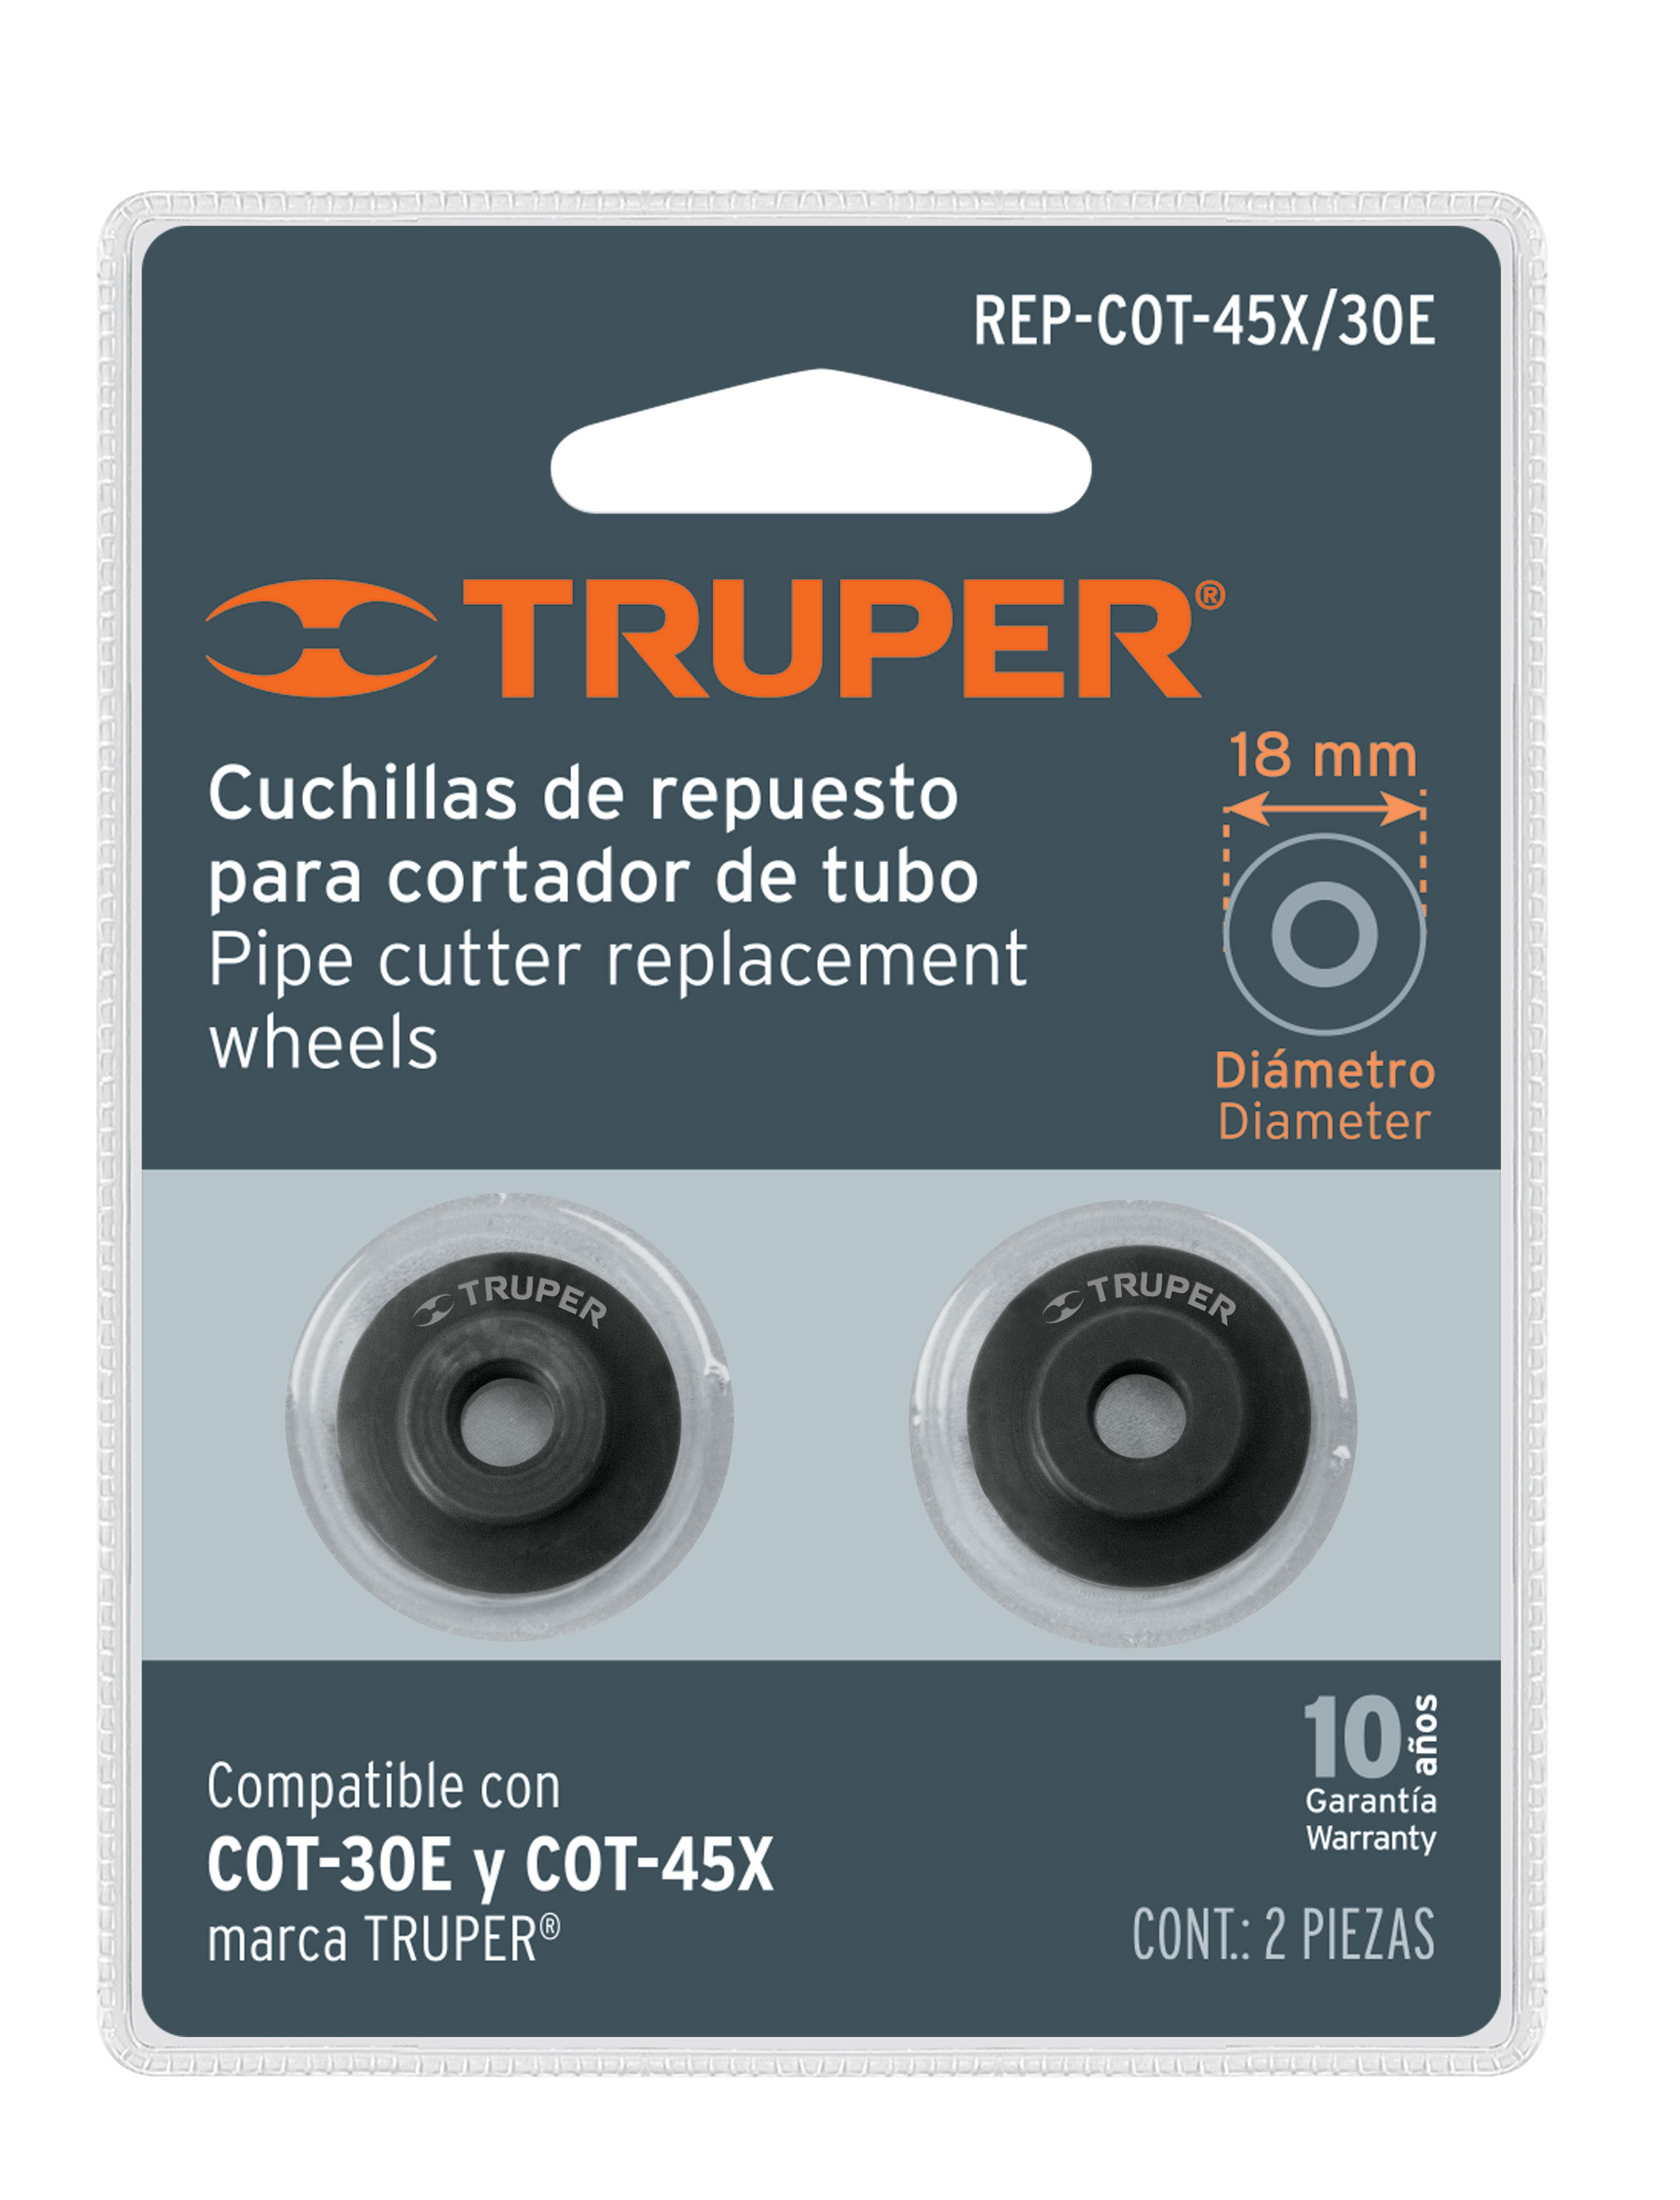 REP-COT-45X/30E
TRUPER®
18 mm
Cuchillas de repuesto
para cortador de tubo
Pipe cutter replacement
wheels
Diámetro
Diameter
TRUPER
TRUPER
10 años
Garantía
Warranty
Compatible con
COT-30E y COT-45X
marca TRUPER®
CONT.: 2 PIEZAS